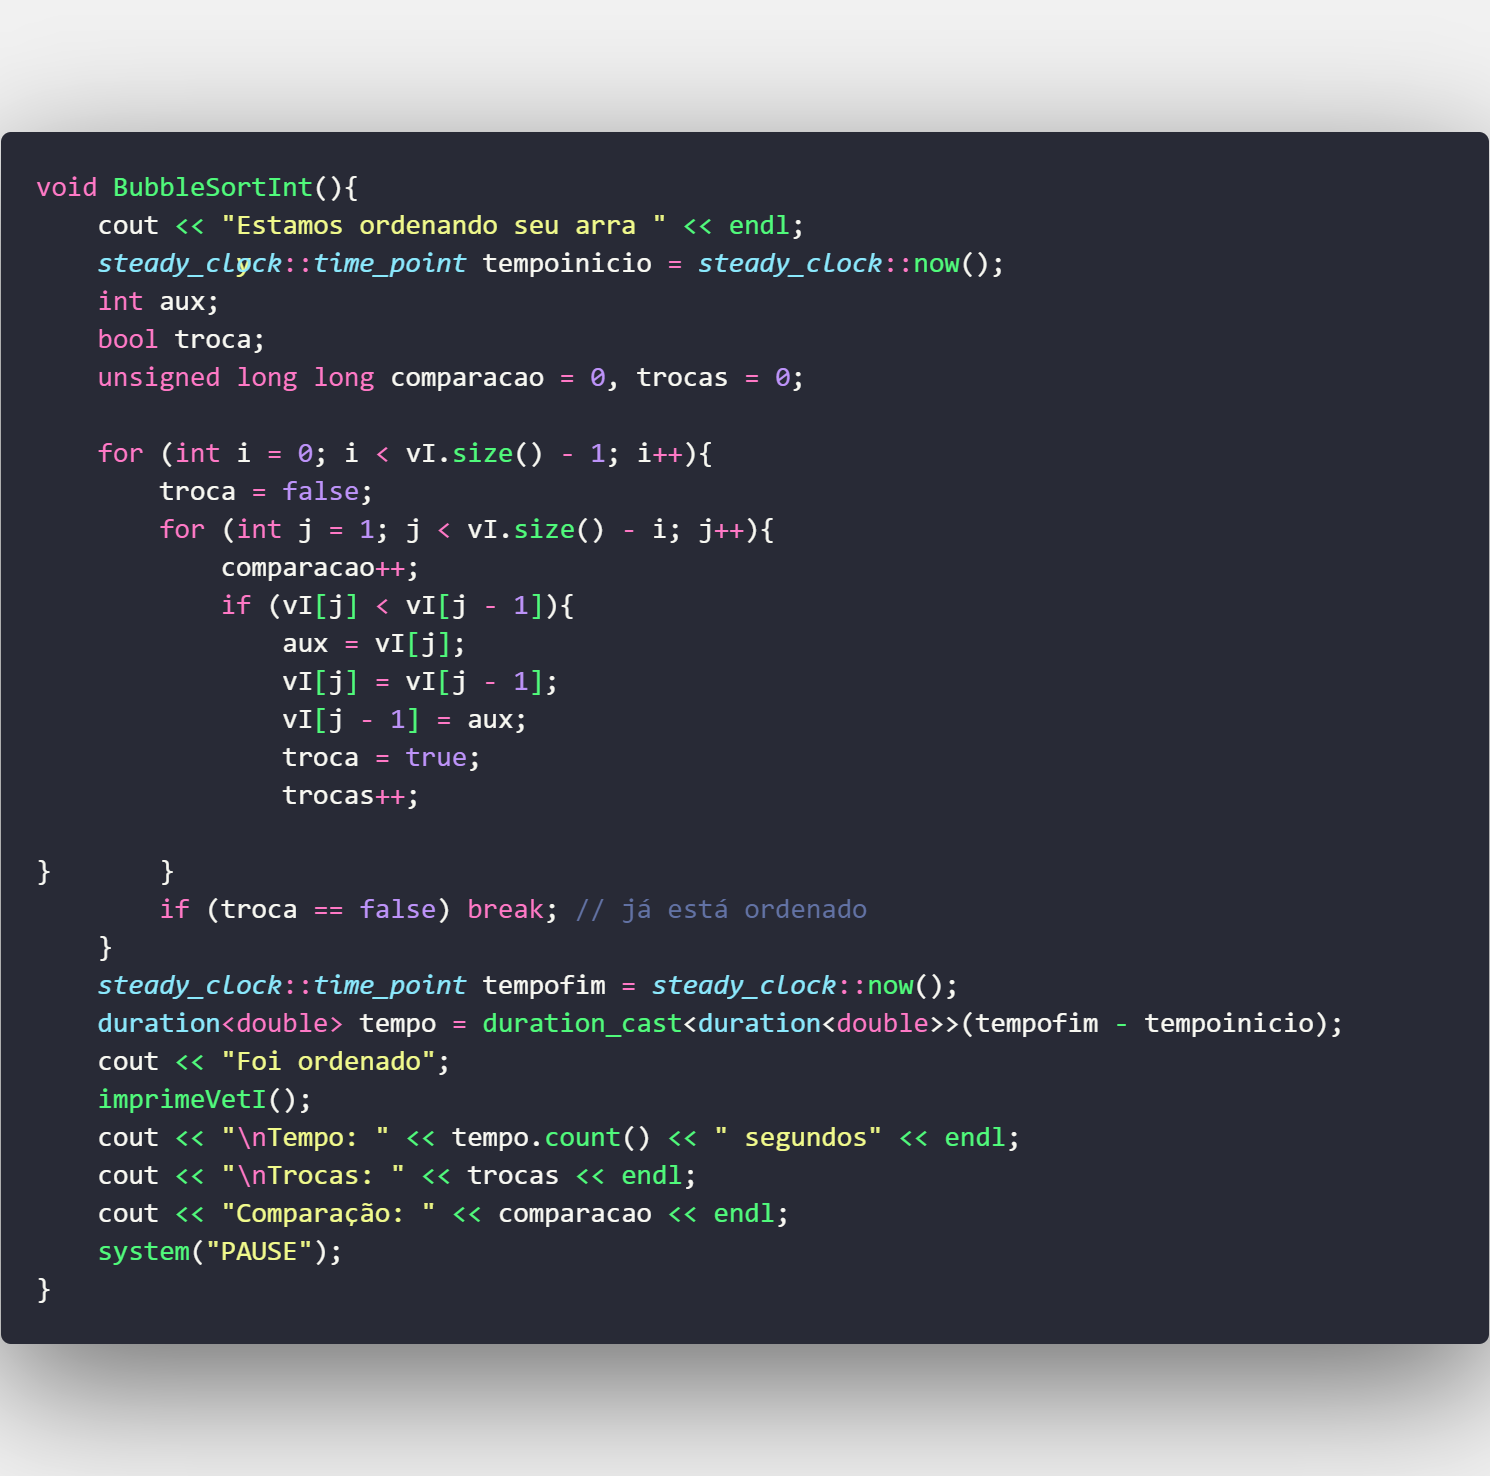 void BubbleSortInt(){
    cout << "Estamos ordenando seu arra " << endl;
    steady_clyck::time_point tempoinicio = steady_clock::now();
    int aux;
    bool troca;
    unsigned long long comparacao = 0, trocas = 0;

    for (int i = 0; i < vI.size() - 1; i++){
        troca = false;
        for (int j = 1; j < vI.size() - i; j++){
            comparacao++;
            if (vI[j] < vI[j - 1]){
                aux = vI[j];
                vI[j] = vI[j - 1];
                vI[j - 1] = aux;
                troca = true;
                trocas++;

}       }
        if (troca == false) break; // já está ordenado
    }
    steady_clock::time_point tempofim = steady_clock::now();
    duration<double> tempo = duration_cast<duration<double>>(tempofim - tempoinicio);
    cout << "Foi ordenado";
    imprimeVetI();
    cout << "\nTempo: " << tempo.count() << " segundos" << endl;
    cout << "\nTrocas: " << trocas << endl;
    cout << "Comparação: " << comparacao << endl;
    system("PAUSE");
}